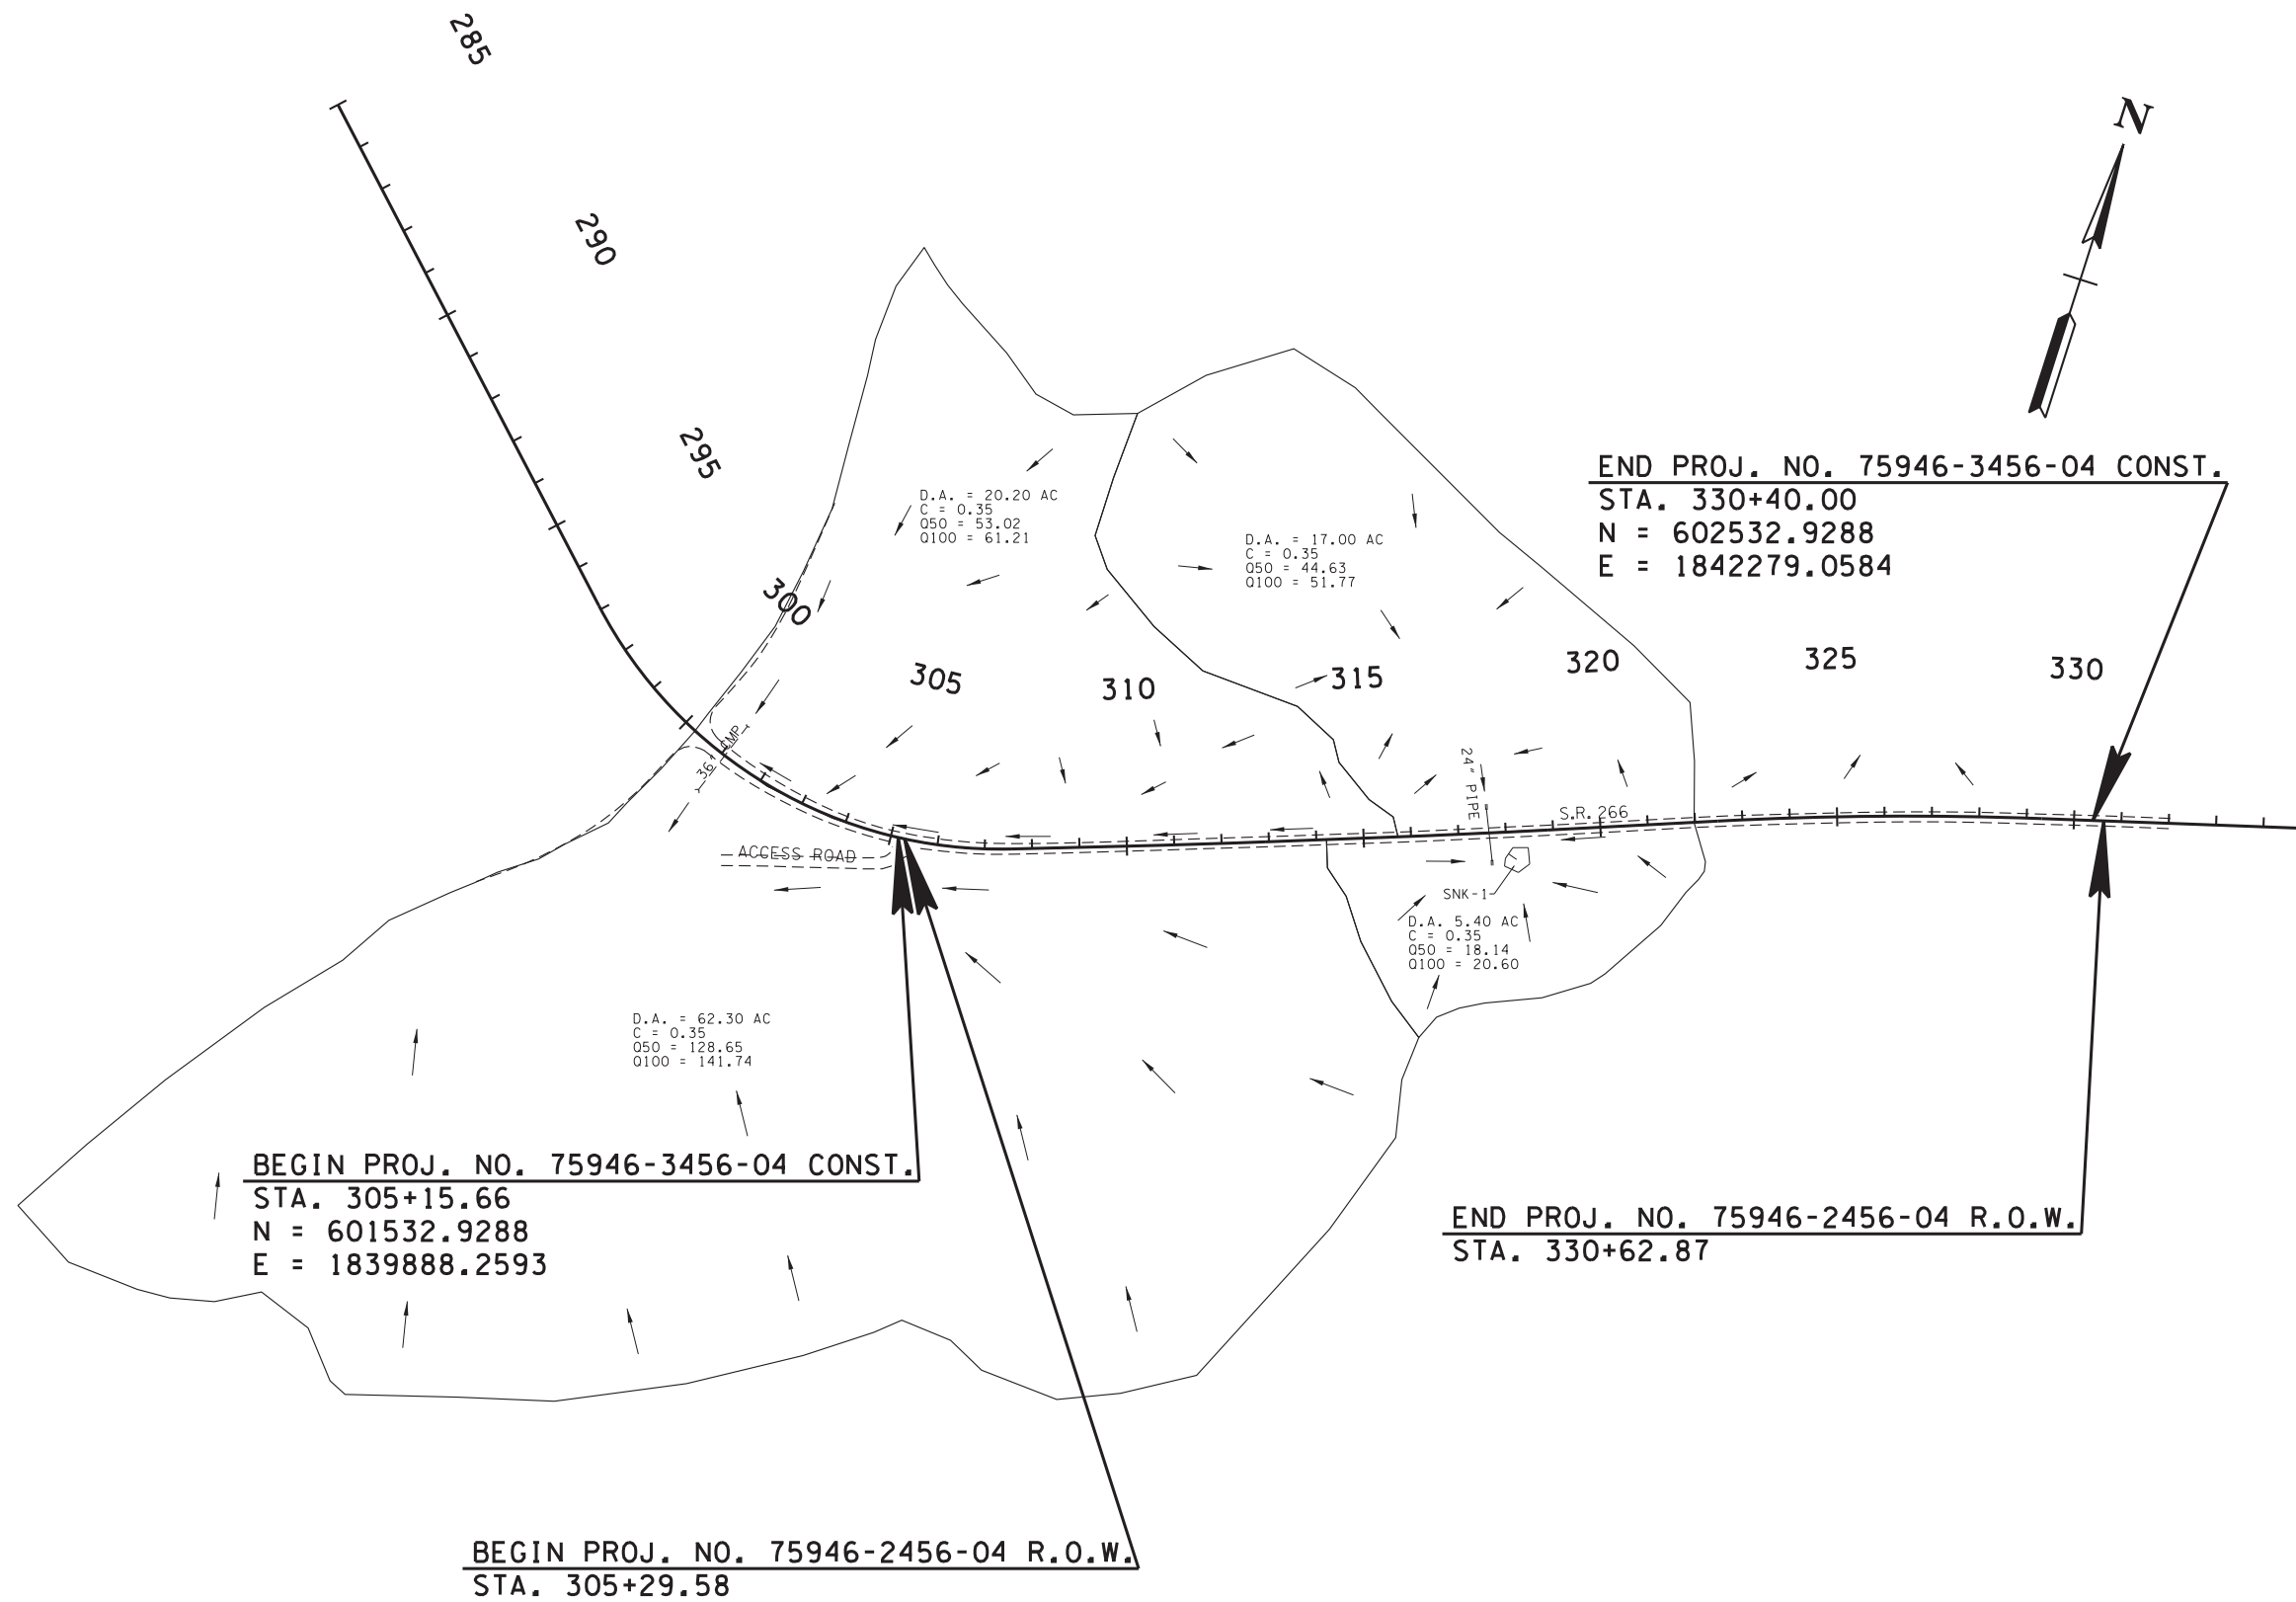 285
N
290
END PROJ. NO. 75946-3456-04 CONST.
STA. 330+40.00
N = 602532.9288
E = 1842279.0584
295
D.A. = 20.20 AC
C = 0.35
Q50 = 53.02
Q100 = 61.21
D.A. = 17.00 AC
C = 0.35
Q50 = 44.63
Q100 = 51.77
300
305
310
315
320
325
330
36" CMP
24" PIPE
S.R. 266
ACCESS ROAD
SNK-1
D.A. 5.40 AC
C = 0.35
Q50 = 18.14
Q100 = 20.60
D.A. = 62.30 AC
C = 0.35
Q50 = 128.65
Q100 = 141.74
BEGIN PROJ. NO. 75946-3456-04 CONST.
STA. 305+15.66
N = 601532.9288
E = 1839888.2593
END PROJ. NO. 75946-2456-04 R.O.W.
STA. 330+62.87
BEGIN PROJ. NO. 75946-2456-04 R.O.W.
STA. 305+29.58